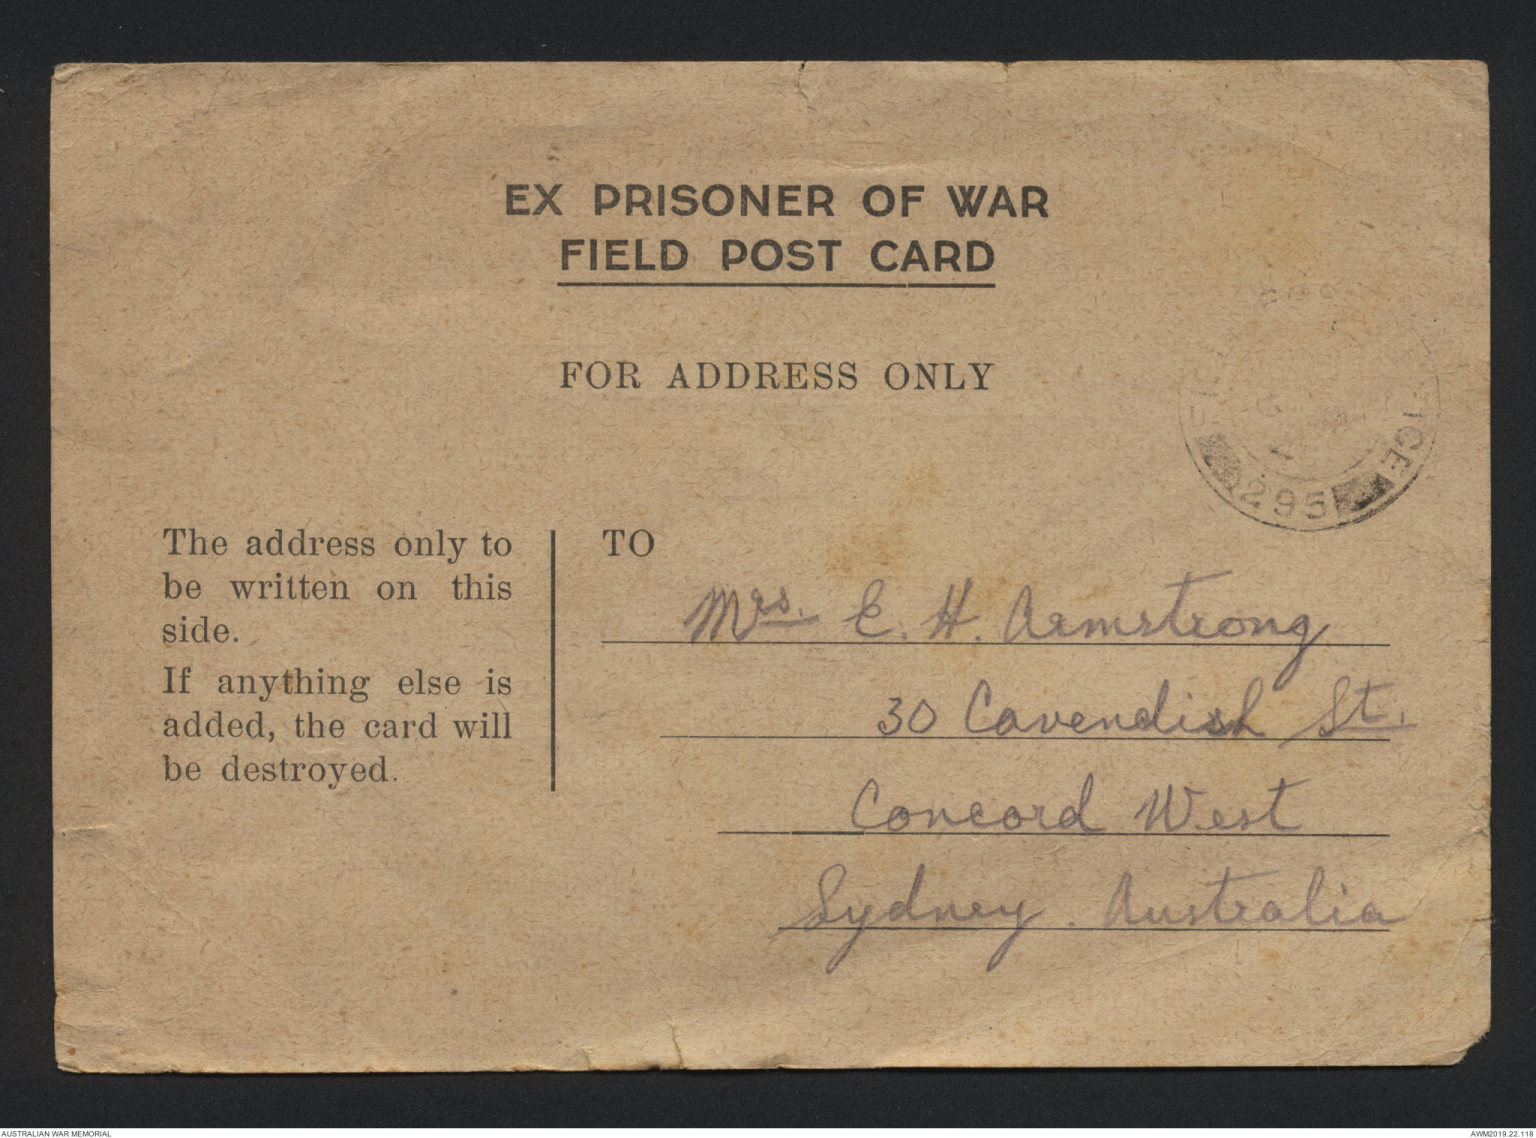 EX PRISONER OF WAR
FIELD POST CARD
FOR ADDRESS ONLY
ICE
295
The address only to
be written on this
side.
If anything else is
added, the card will
be destroyed.
TO
Mrs. E. H. Armstrong
30 Cavendish St.
Concord West
Sydney. Australia
AUSTRALIAN WAR MEMORIAL
AWM2019.22.118